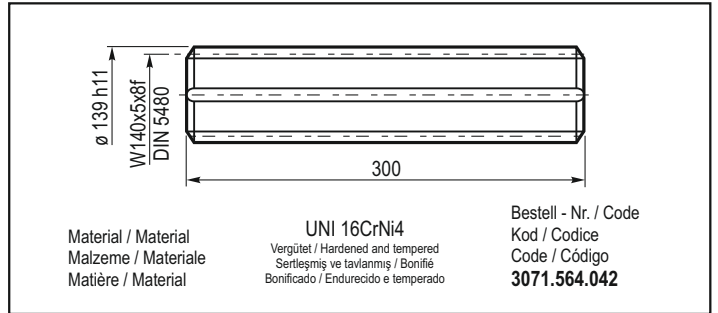 ø 139 h11
W140x5x8f
DIN 5480
300
Material / Material
Malzeme / Materiale
Matière / Material
UNI 16CrNi4
Vergütet / Hardened and tempered
Sertleşmiş ve tavlanmış / Bonifié
Bonificado / Endurecido e temperado
Bestell - Nr. / Code
Kod / Codice
Code / Código
3071.564.042